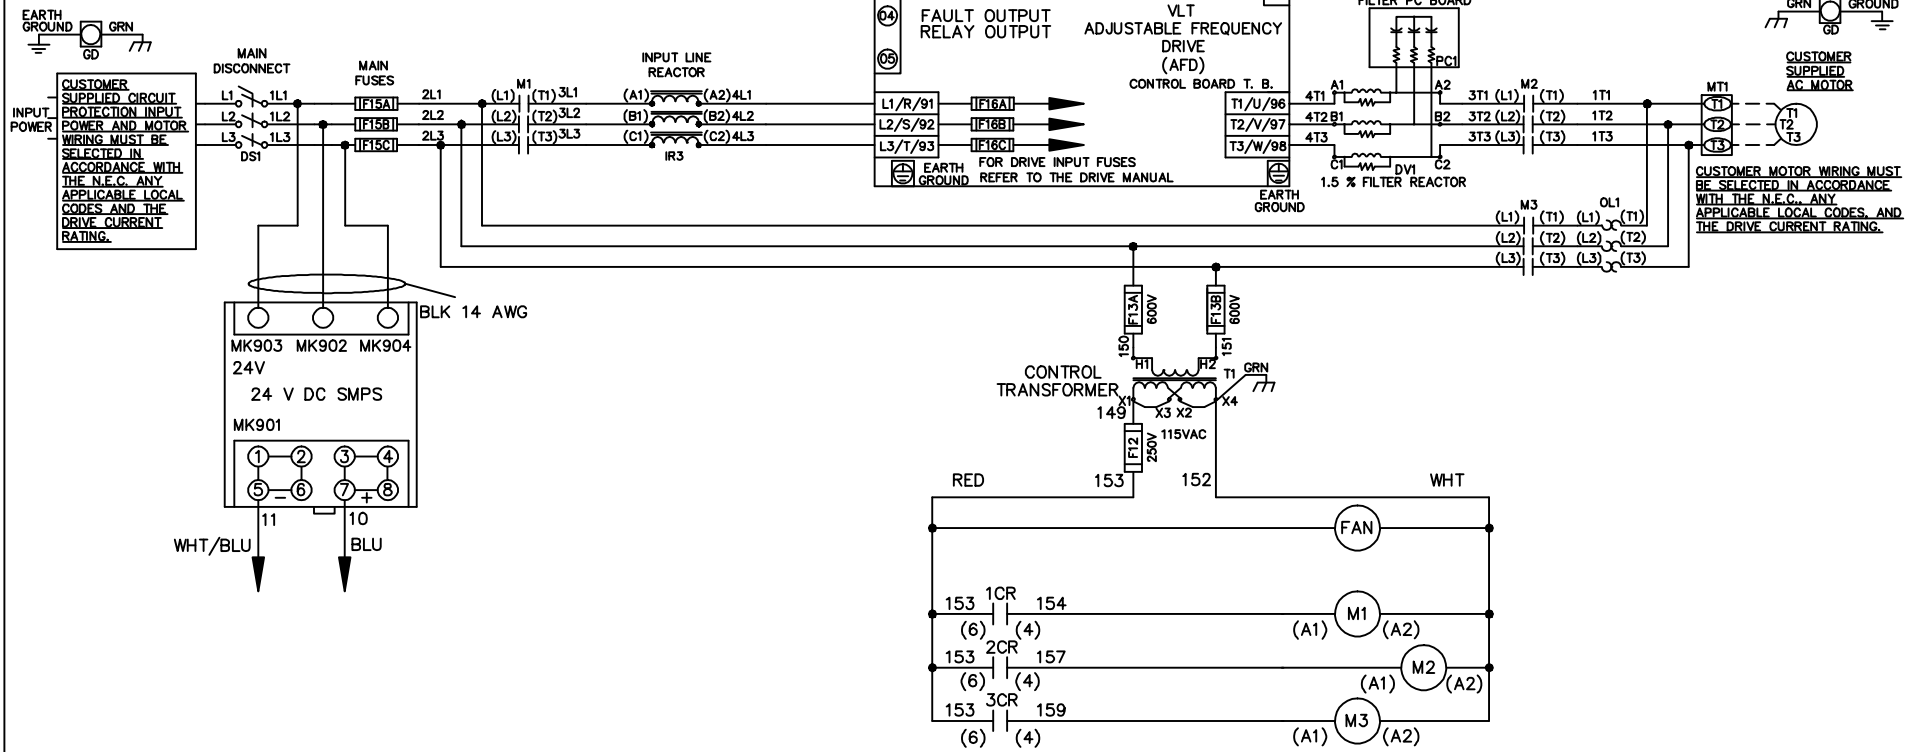 EARTH
GROUND
GRN
GD
CUSTOMER
SUPPLIED CIRCUIT
PROTECTION INPUT
POWER AND MOTOR
WIRING MUST BE
SELECTED IN
ACCORDANCE WITH
THE N.E.C. ANY
APPLICABLE LOCAL
CODES AND THE
DRIVE CURRENT
RATING.
INPUT
POWER
MAIN
DISCONNECT
L1 1L1
L2 1L2
L3 1L3
DS1
MAIN
FUSES
F15A 2L1
F15B 2L2
F15C 2L3
M1
(L1) (T1) 3L1
(L2) (T2) 3L2
(L3) (T3) 3L3
INPUT LINE
REACTOR
(A1) (A2) 4L1
(B1) (B2) 4L2
(C1) (C2) 4L3
IR3
04
05
FAULT OUTPUT
RELAY OUTPUT
VLT
ADJUSTABLE FREQUENCY
DRIVE
(AFD)
CONTROL BOARD T. B.
L1/R/91 F16A
L2/S/92 F16B
L3/T/93 F16C
T1/U/96
T2/V/97
T3/W/98
EARTH
GROUND
FOR DRIVE INPUT FUSES
REFER TO THE DRIVE MANUAL
EARTH
GROUND
FILTER PC BOARD
PC1
4T1 A1 A2
4T2 B1 B2
4T3 C1 C2
DV1
1.5 % FILTER REACTOR
M2
3T1 (L1) (T1) 1T1
3T2 (L2) (T2) 1T2
3T3 (L3) (T3) 1T3
GRN
GROUND
GD
CUSTOMER
SUPPLIED
AC MOTOR
MT1
T1
T2
T3
T1
T2
T3
CUSTOMER MOTOR WIRING MUST
BE SELECTED IN ACCORDANCE
WITH THE N.E.C., ANY
APPLICABLE LOCAL CODES, AND
THE DRIVE CURRENT RATING.
M3 OL1
(L1) (T1) (L1) (T1)
(L2) (T2) (L2) (T2)
(L3) (T3) (L3) (T3)
BLK 14 AWG
MK903 MK902 MK904
24V
24 V DC SMPS
MK901
1 2 3 4
5 − 6 7 + 8
11 10
WHT/BLU BLU
F13A 600V
F13B 600V
150 151
H1 H2
CONTROL
TRANSFORMER
T1
GRN
X1 X3 X2 X4
149
115VAC
F12 250V
RED 153 152 WHT
FAN
1CR
153 154
(6) (4)
M1
(A1) (A2)
2CR
153 157
(6) (4)
M2
(A1) (A2)
3CR
153 159
(6) (4)
M3
(A1) (A2)